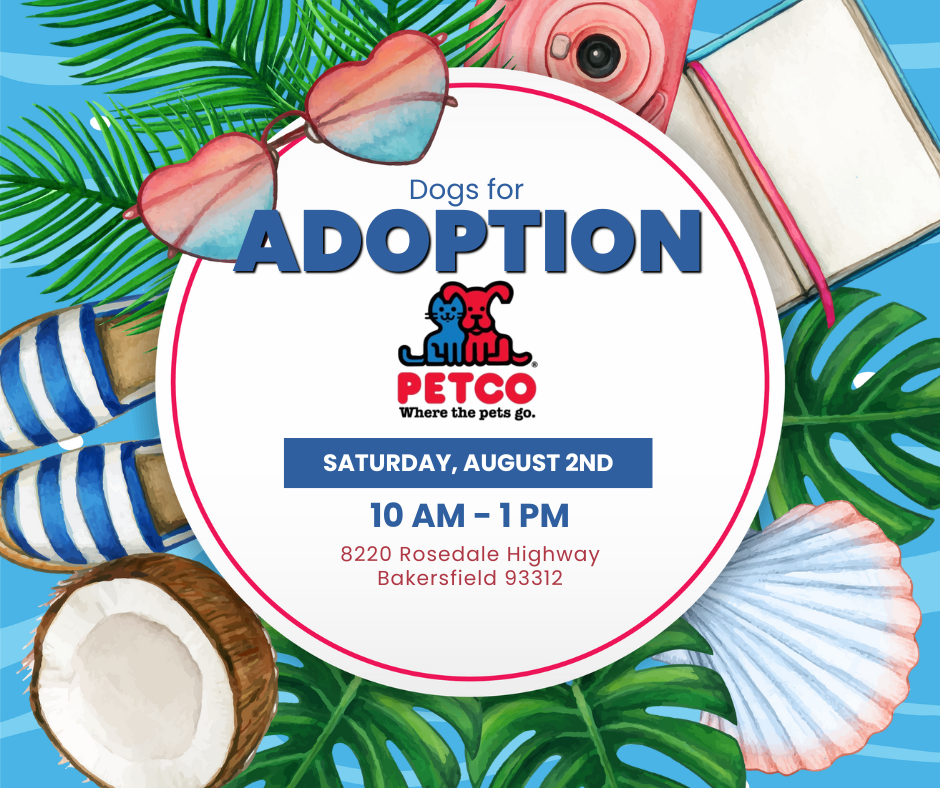 Dogs for
ADOPTION
PETCO®
Where the pets go.
SATURDAY, AUGUST 2ND
10 AM – 1 PM
8220 Rosedale Highway
Bakersfield 93312